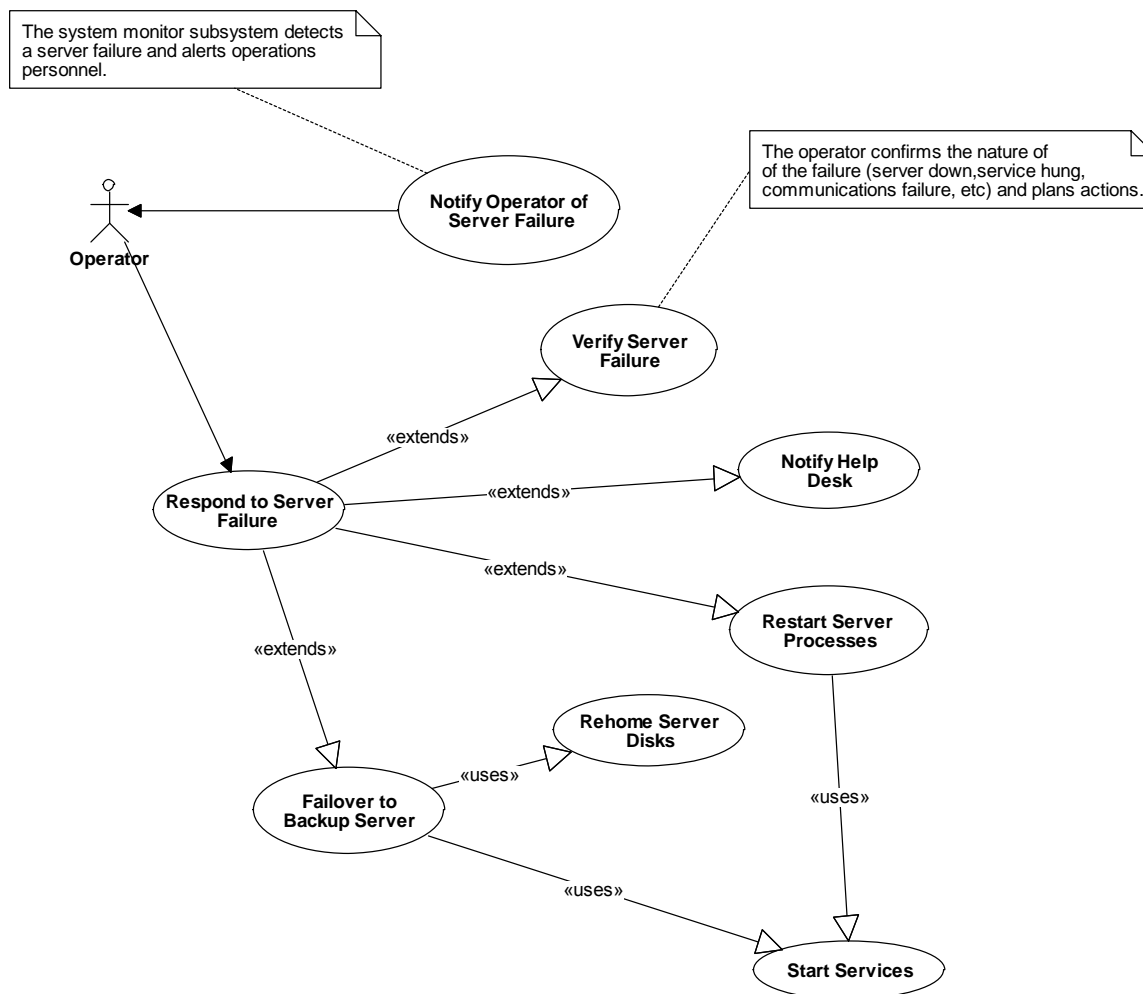 The system monitor subsystem detects
a server failure and alerts operations
personnel.
The operator confirms the nature of
of the failure (server down,service hung,
communications failure, etc) and plans actions.
Notify Operator of
Server Failure
Operator
Verify Server
Failure
«extends»
Notify Help
Desk
«extends»
Respond to Server
Failure
«extends»
Restart Server
Processes
«extends»
Rehome Server
Disks
«uses»
Failover to
Backup Server
«uses»
«uses»
Start Services